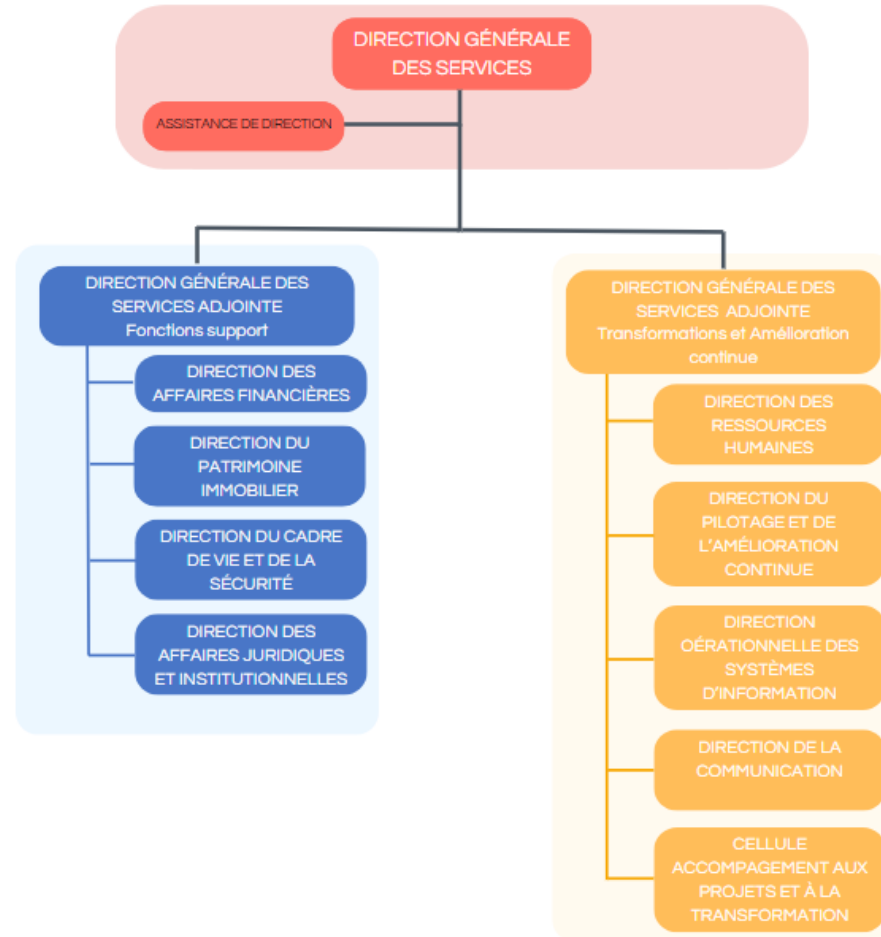 DIRECTION GÉNÉRALE
DES SERVICES
ASSISTANCE DE DIRECTION
DIRECTION GÉNÉRALE DES
SERVICES ADJOINTE
Fonctions support
DIRECTION DES
AFFAIRES FINANCIÈRES
DIRECTION DU
PATRIMOINE
IMMOBILIER
DIRECTION DU CADRE
DE VIE ET DE LA
SÉCURITÉ
DIRECTION DES
AFFAIRES JURIDIQUES
ET INSTITUTIONNELLES
DIRECTION GÉNÉRALE DES
SERVICES ADJOINTE
Transformations et Amélioration
continue
DIRECTION DES
RESSOURCES
HUMAINES
DIRECTION DU
PILOTAGE ET DE
L'AMÉLIORATION
CONTINUE
DIRECTION
OÉRATIONNELLE DES
SYSTÈMES
D'INFORMATION
DIRECTION DE LA
COMMUNICATION
CELLULE
ACCOMPAGEMENT AUX
PROJETS ET À LA
TRANSFORMATION